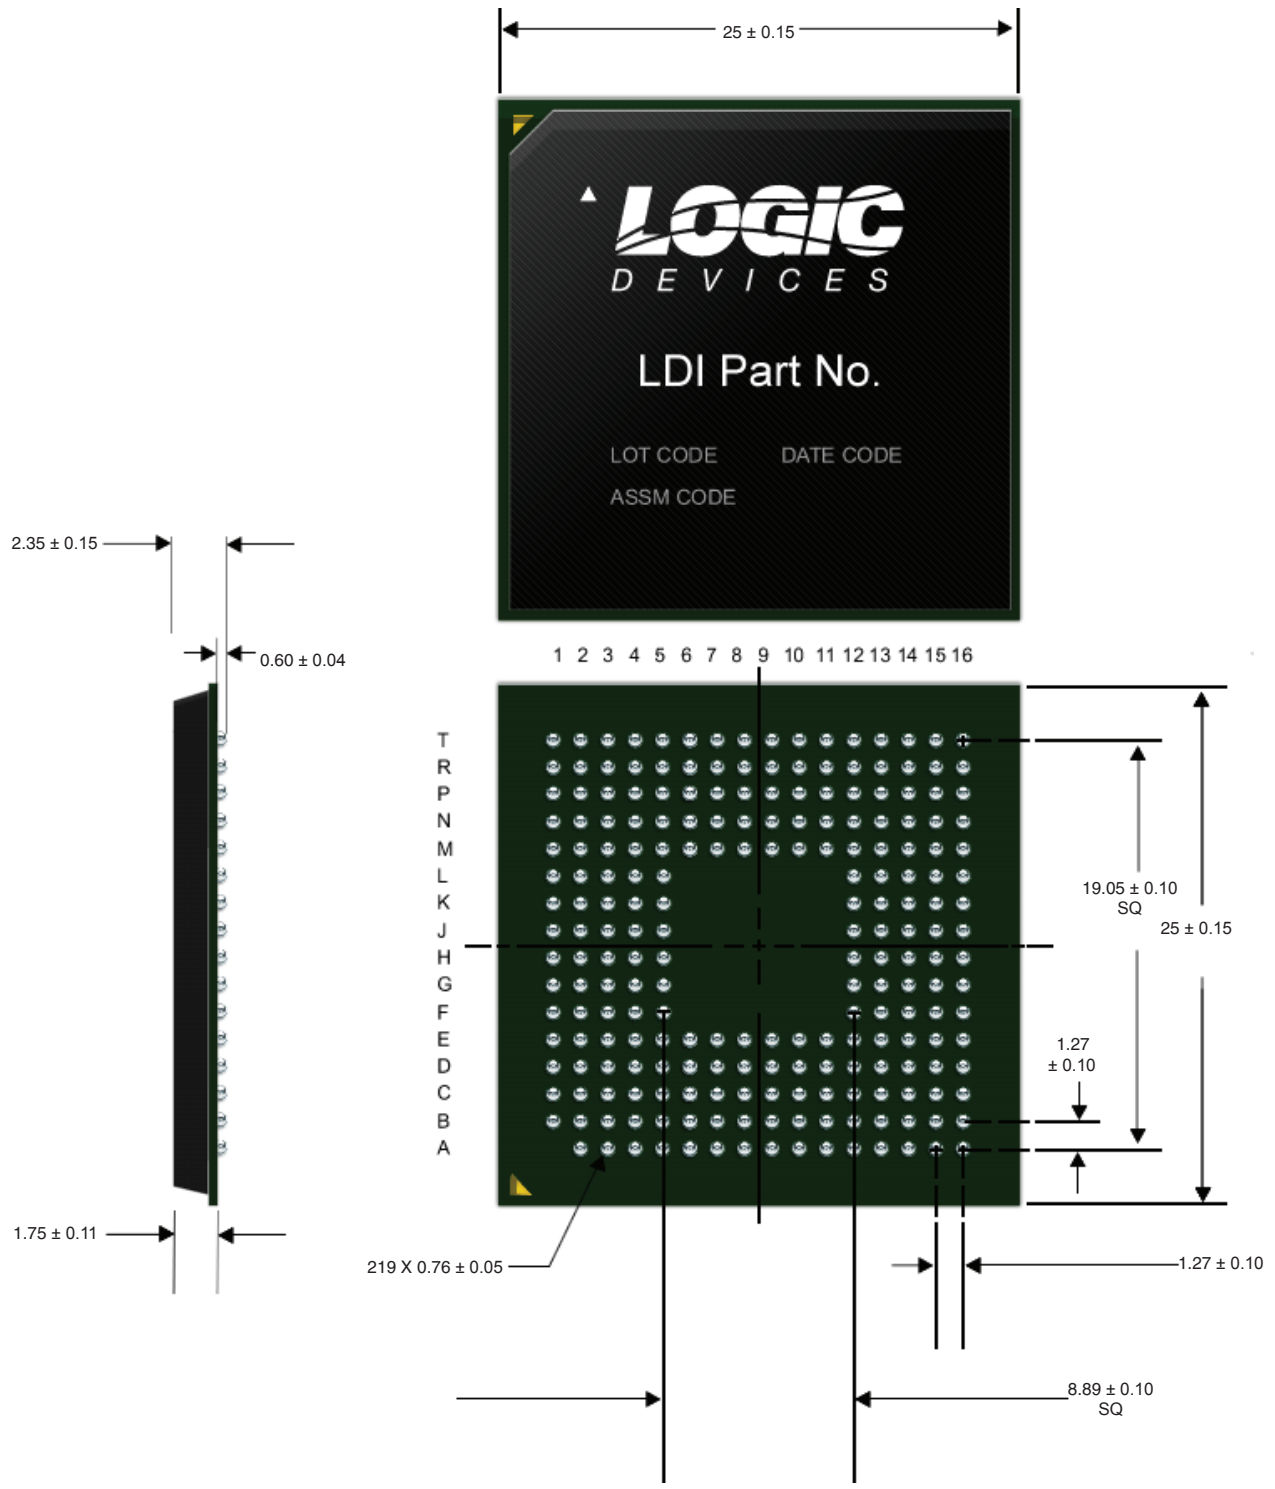 25 ± 0.15
LOGIC
DEVICES
LDI Part No.
LOT CODE DATE CODE
ASSM CODE
2.35 ± 0.15
0.60 ± 0.04
1 2 3 4 5 6 7 8 9 10 11 12 13 14 15 16
T
R
P
N
M
L
K
J
H
G
F
E
D
C
B
A
19.05 ± 0.10
SQ
25 ± 0.15
1.27
± 0.10
1.75 ± 0.11
219 X 0.76 ± 0.05
1.27 ± 0.10
8.89 ± 0.10
SQ